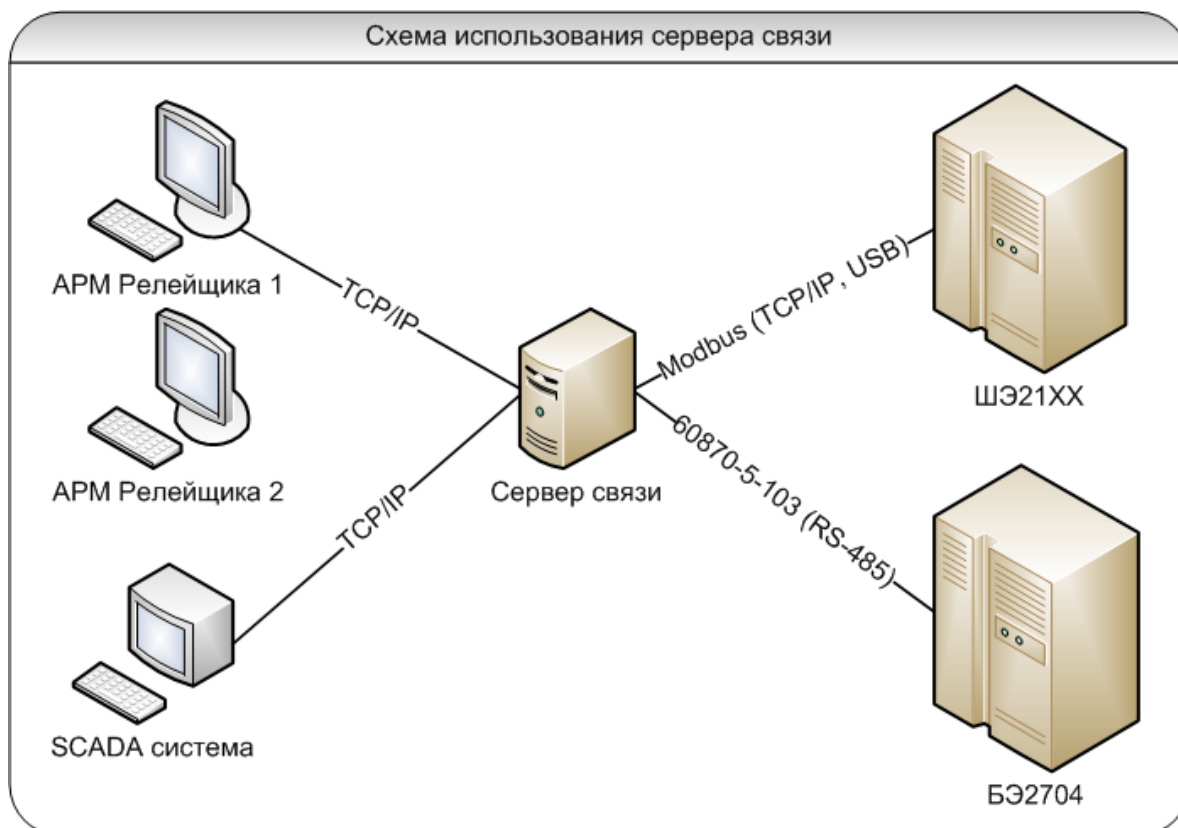 Схема использования сервера связи
АРМ Релейщика 1
TCP/IP
Modbus (TCP/IP, USB)
ШЭ21ХХ
АРМ Релейщика 2
Сервер связи
60870-5-103 (RS-485)
TCP/IP
SCADA система
БЭ2704